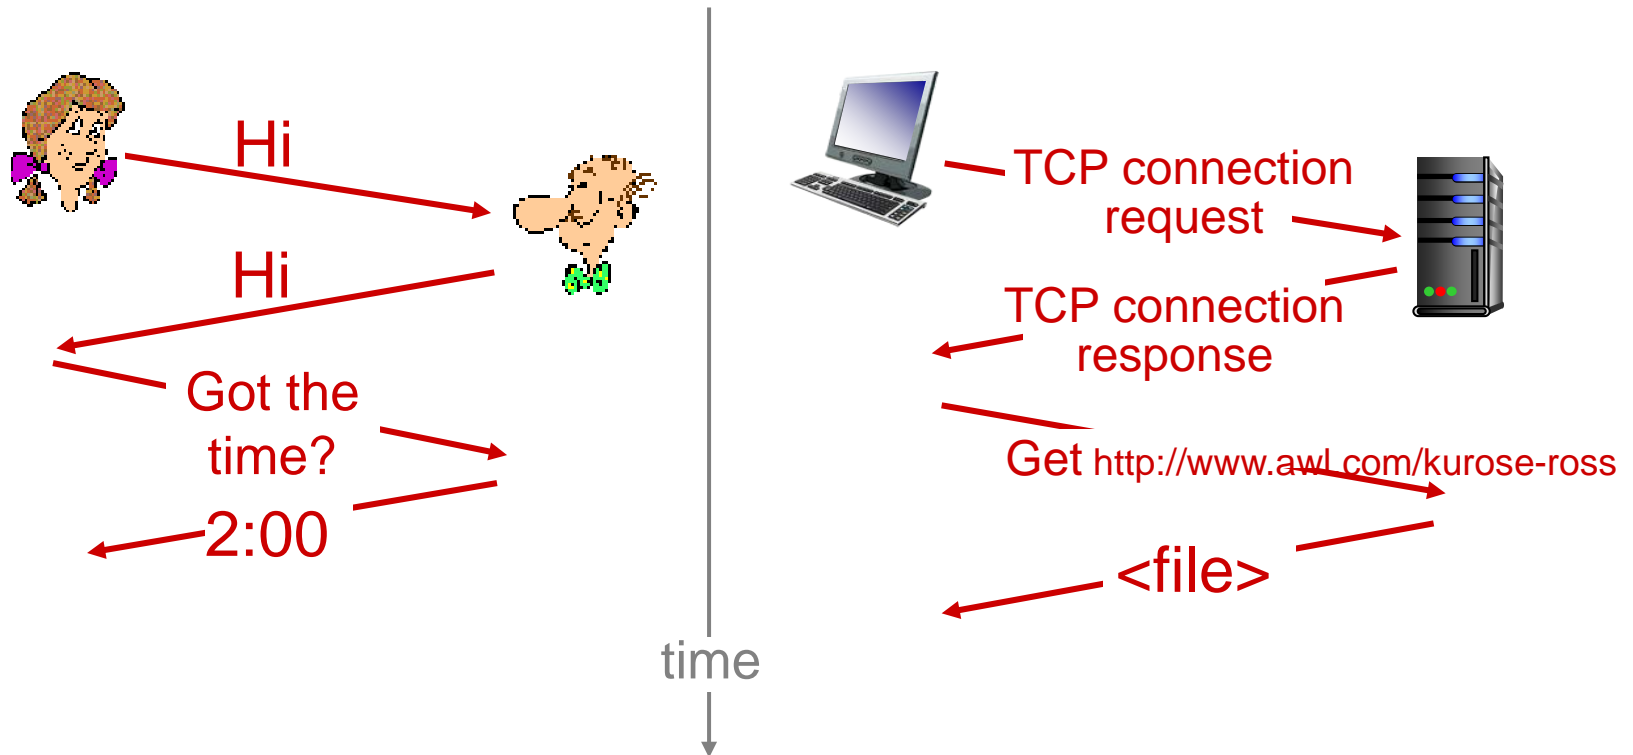 Hi
Hi
Got the
time?
2:00
TCP connection
request
TCP connection
response
Get http://www.awl.com/kurose-ross
<file>
time